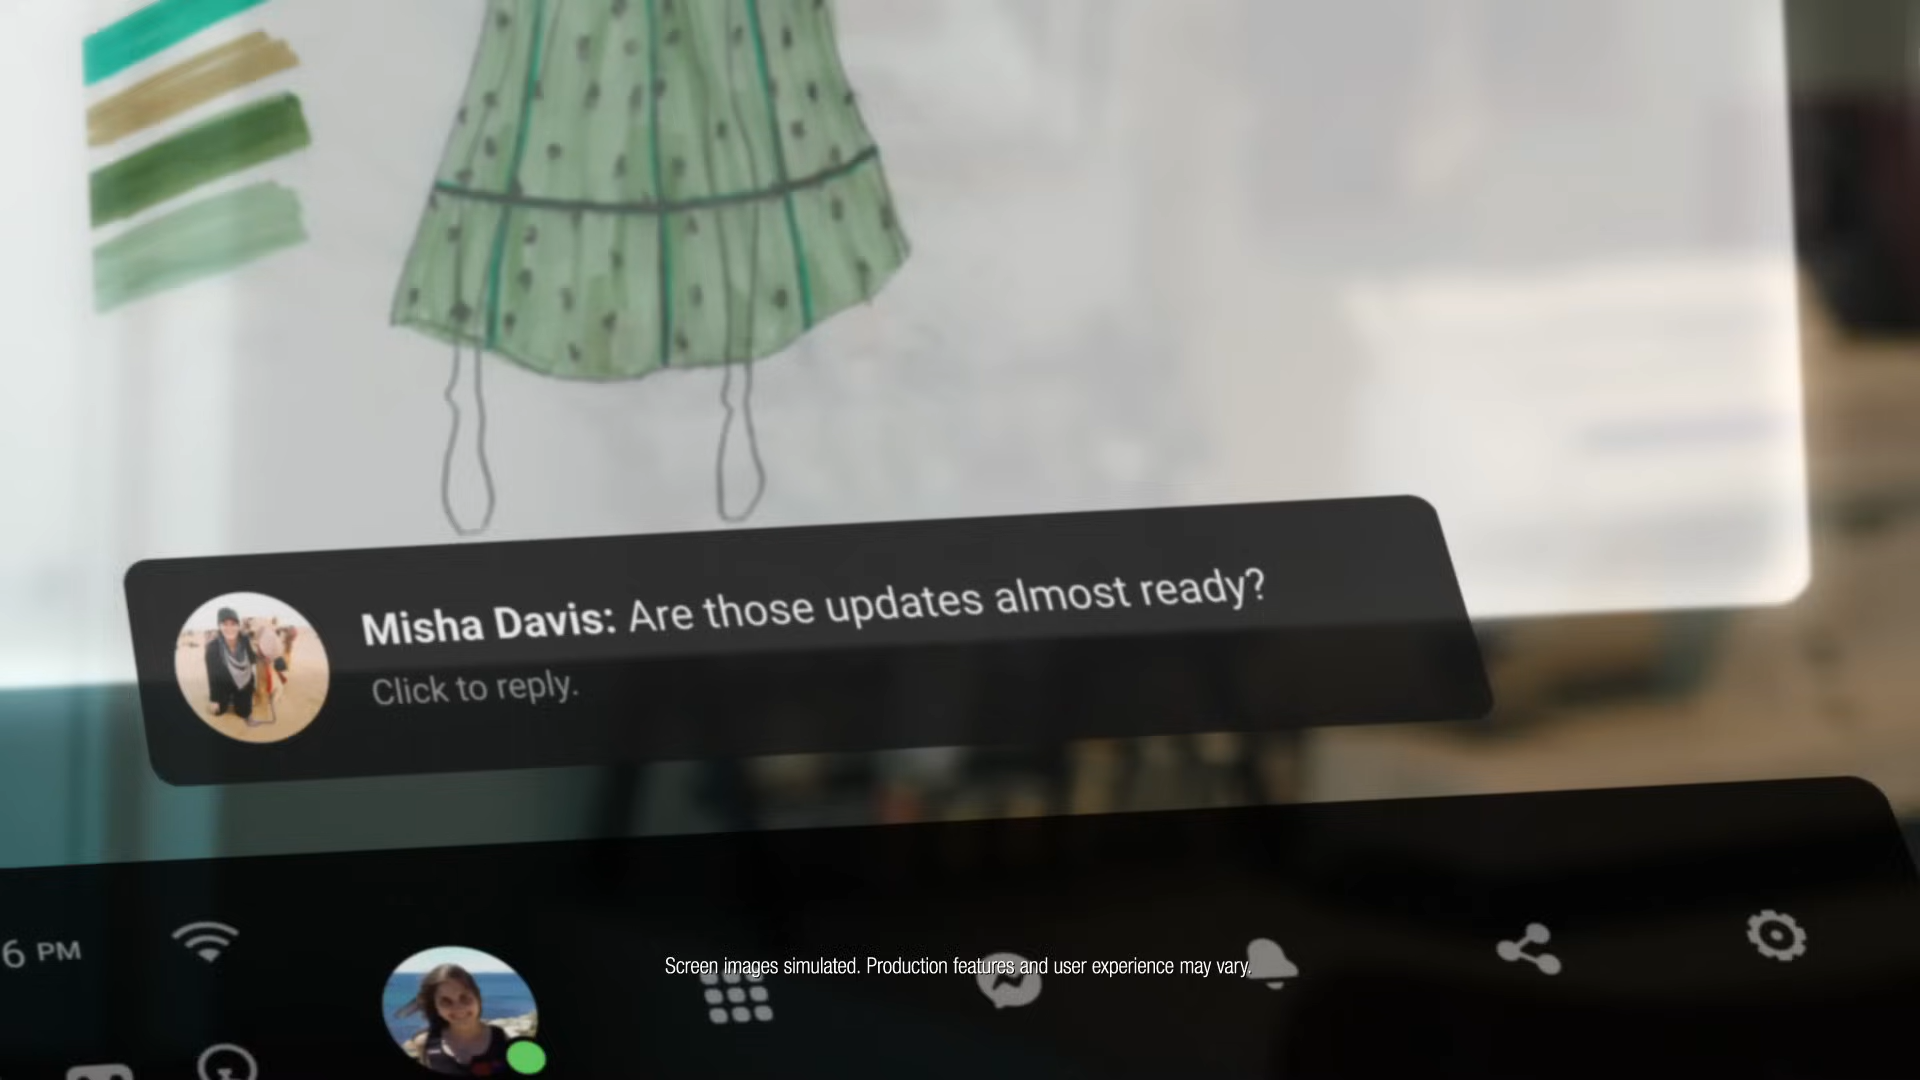 Misha Davis: Are those updates almost ready?
Click to reply.
6 PM
Screen images simulated. Production features and user experience may vary.